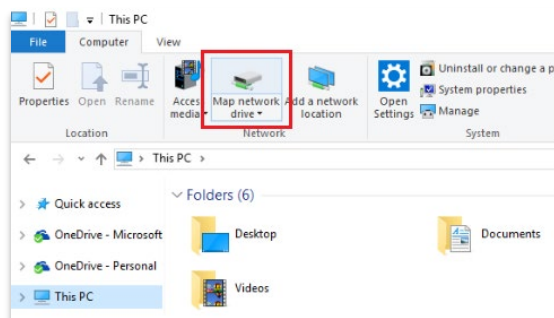 This PC
File Computer View
Properties Open Rename Access media Map network drive Add a network location Open Settings Uninstall or change a p
System properties
Manage
Location Network System
This PC
Folders (6)
Quick access
Desktop Documents
OneDrive - Microsoft
OneDrive - Personal
Videos
This PC